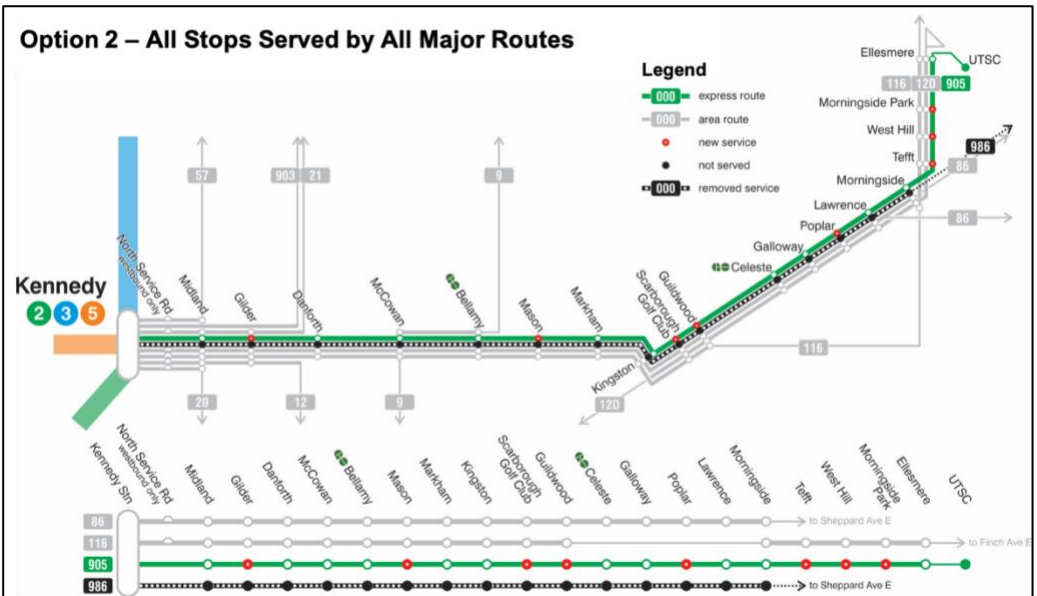 Option 2 – All Stops Served by All Major Routes
Legend
000 express route
000 area route
new service
not served
000 removed service
Ellesmere
UTSC
116 12D 905
Morningside Park
West Hill
Tefft
986
86
Morningside
Lawrence
86
Poplar
Galloway
Celeste
57
903 21
9
Kennedy
2 3 5
North Service Rd
westbound only
Midland
Gilder
Danforth
McCowan
Bellamy
Mason
Markham
Scarborough
Golf Club
Guildwood
116
Kingston
12D
20
12
9
Kennedy Stn
North Service Rd
westbound only
Midland
Gilder
Danforth
McCowan
Bellamy
Mason
Markham
Kingston
Scarborough
Golf Club
Guildwood
Celeste
Galloway
Poplar
Lawrence
Morningside
Tefft
West Hill
Morningside
Park
Ellesmere
UTSC
86
to Sheppard Ave E
116
to Finch Ave E
905
986
to Sheppard Ave E